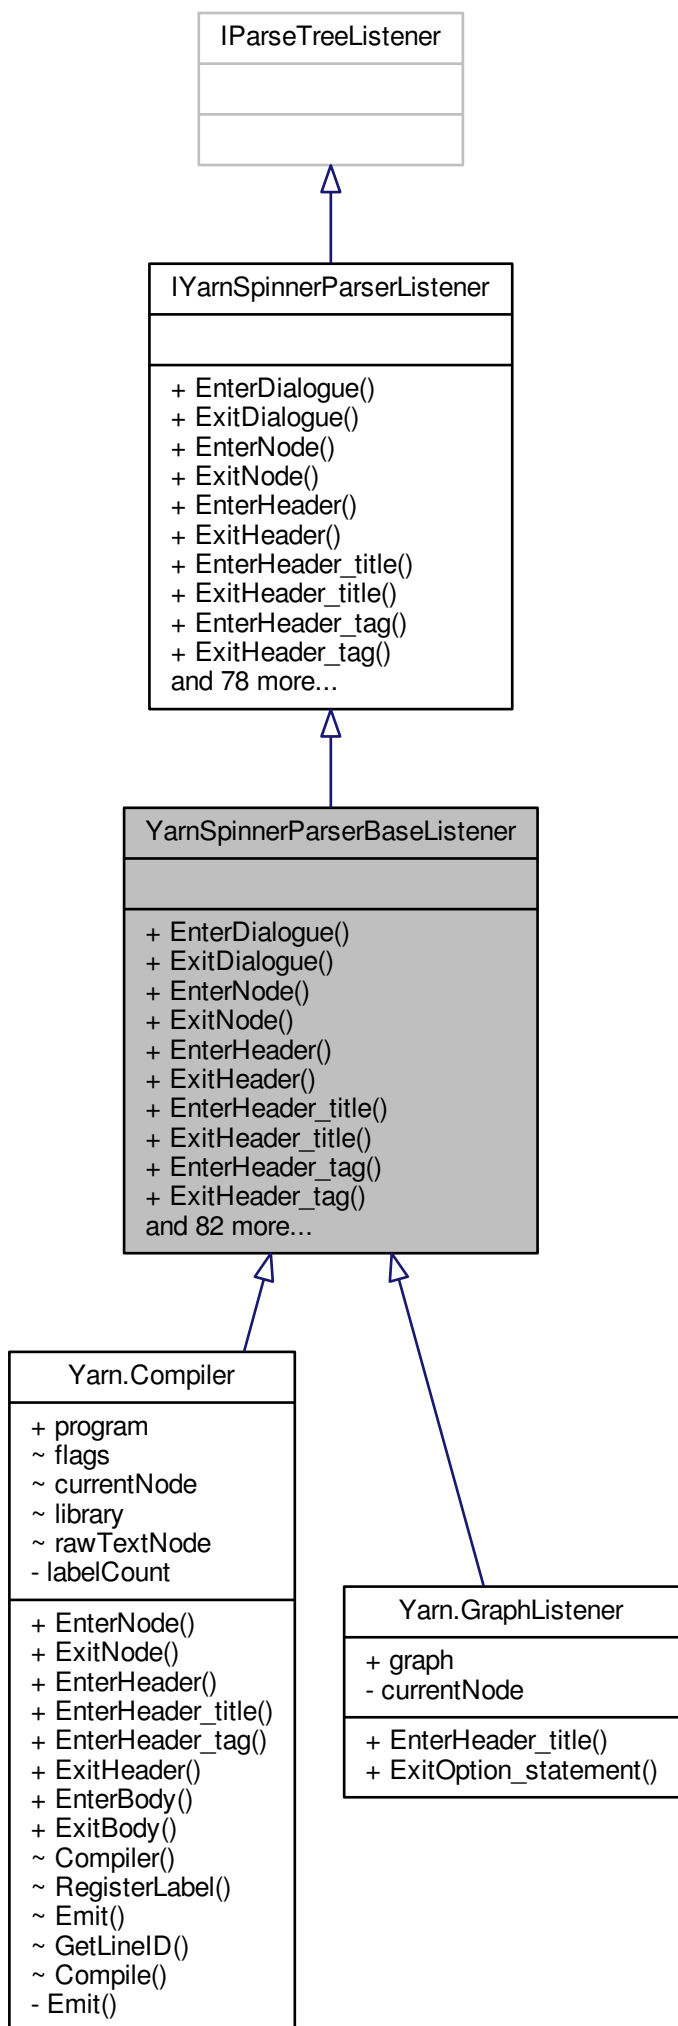 IParseTreeListener
IYarnSpinnerParserListener
+ EnterDialogue()
+ ExitDialogue()
+ EnterNode()
+ ExitNode()
+ EnterHeader()
+ ExitHeader()
+ EnterHeader_title()
+ ExitHeader_title()
+ EnterHeader_tag()
+ ExitHeader_tag()
and 78 more...
YarnSpinnerParserBaseListener
+ EnterDialogue()
+ ExitDialogue()
+ EnterNode()
+ ExitNode()
+ EnterHeader()
+ ExitHeader()
+ EnterHeader_title()
+ ExitHeader_title()
+ EnterHeader_tag()
+ ExitHeader_tag()
and 82 more...
Yarn.Compiler
+ program
~ flags
~ currentNode
~ library
~ rawTextNode
- labelCount
+ EnterNode()
+ ExitNode()
+ EnterHeader()
+ EnterHeader_title()
+ EnterHeader_tag()
+ ExitHeader()
+ EnterBody()
+ ExitBody()
~ Compiler()
~ RegisterLabel()
~ Emit()
~ GetLineID()
~ Compile()
- Emit()
Yarn.GraphListener
+ graph
- currentNode
+ EnterHeader_title()
+ ExitOption_statement()